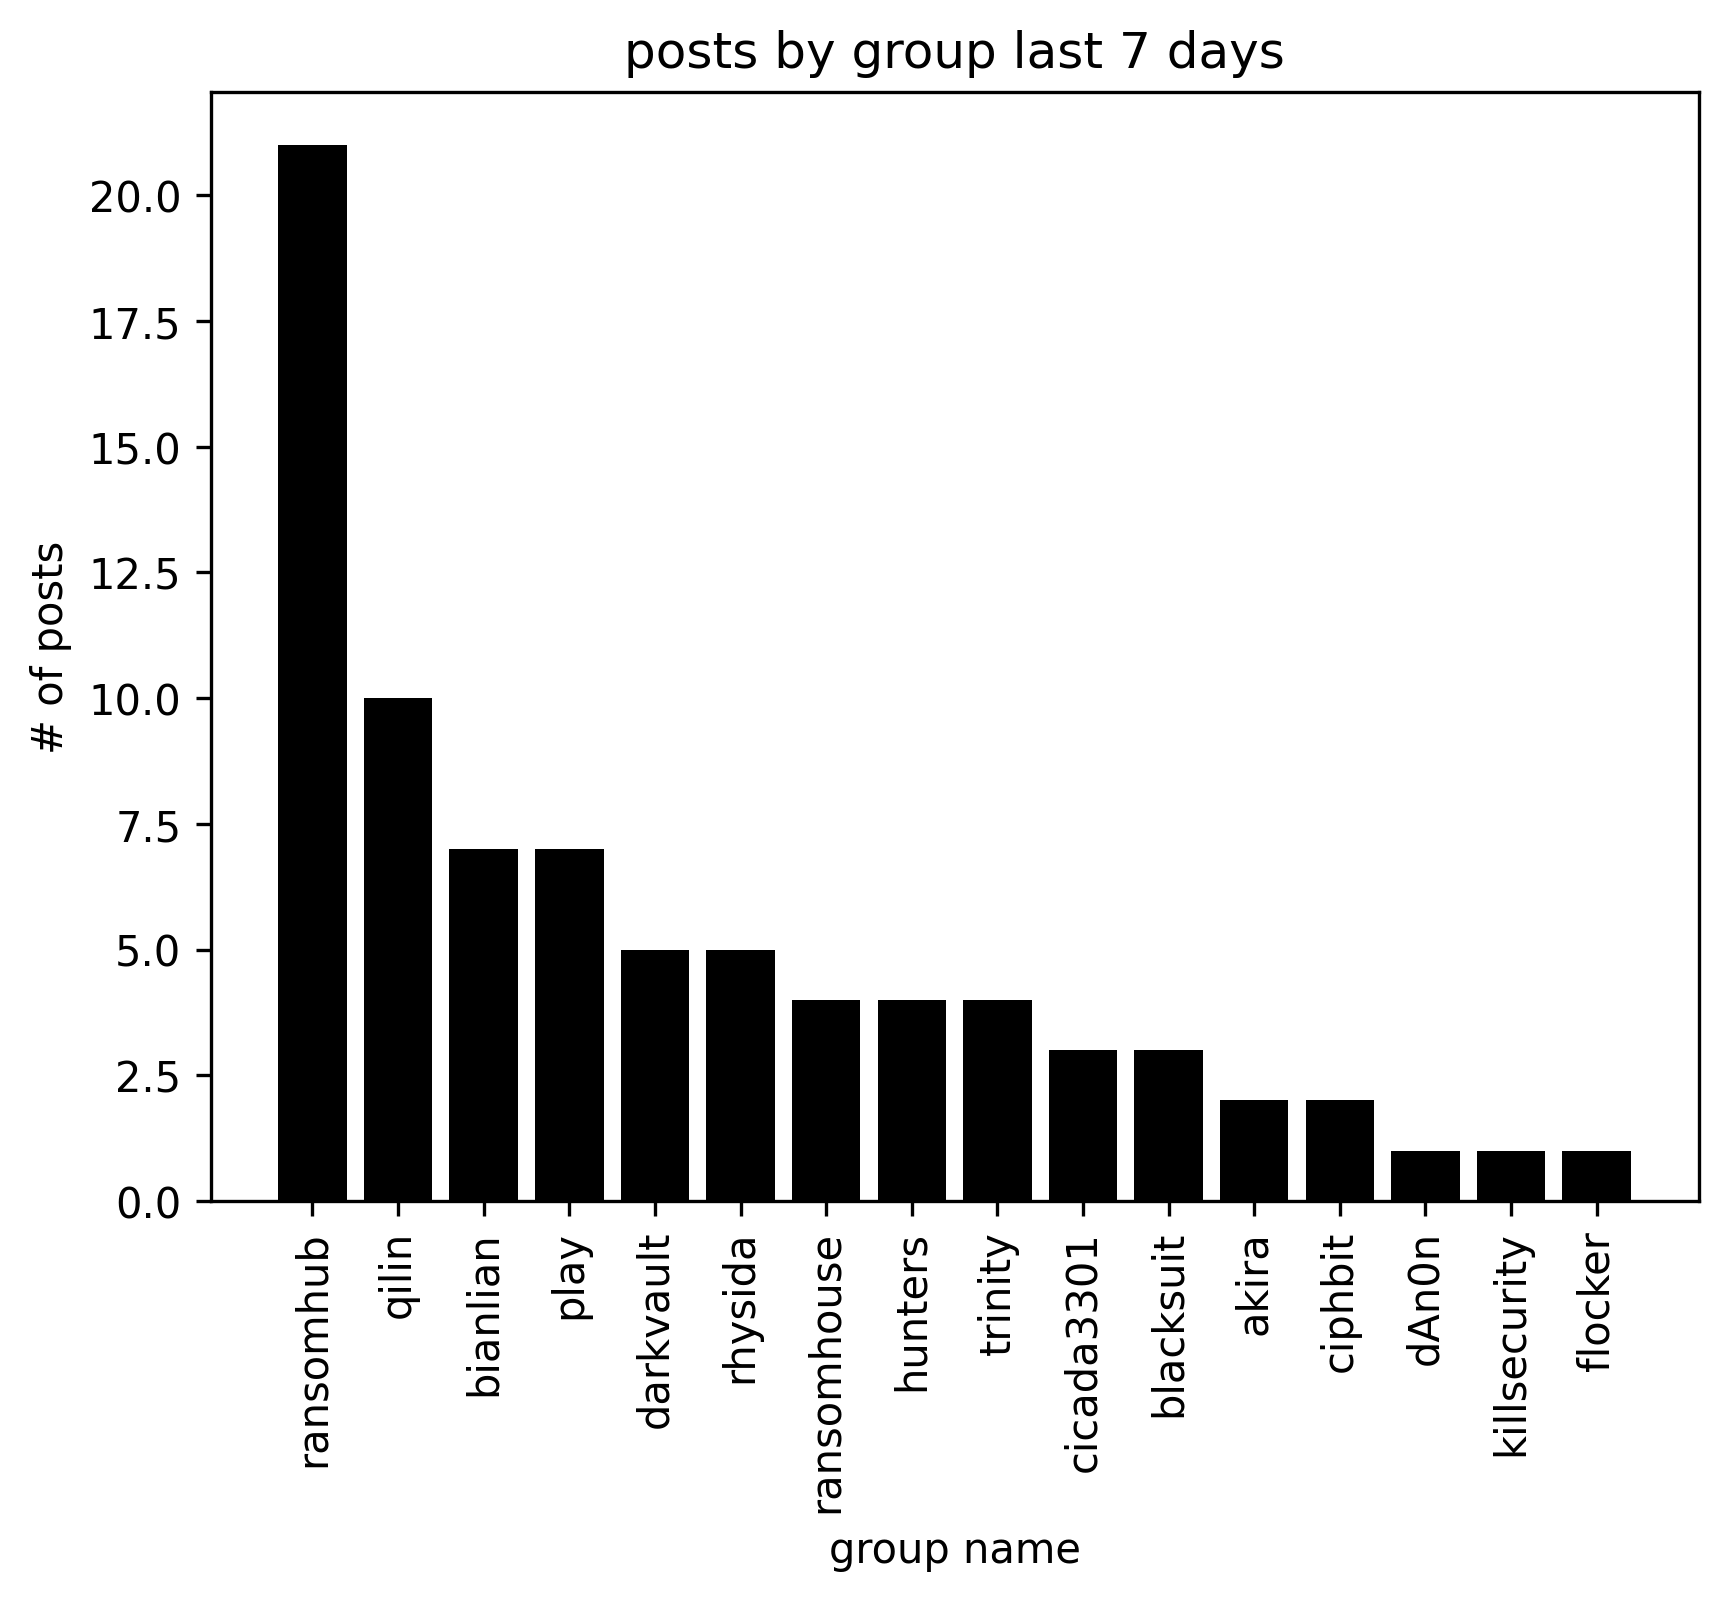 posts by group last 7 days
# of posts
20.0
17.5
15.0
12.5
10.0
7.5
5.0
2.5
0.0
ransomhub
qilin
bianlian
play
darkvault
rhysida
ransomhouse
hunters
trinity
cicada3301
blacksuit
akira
ciphbit
dAn0n
killsecurity
flocker
group name